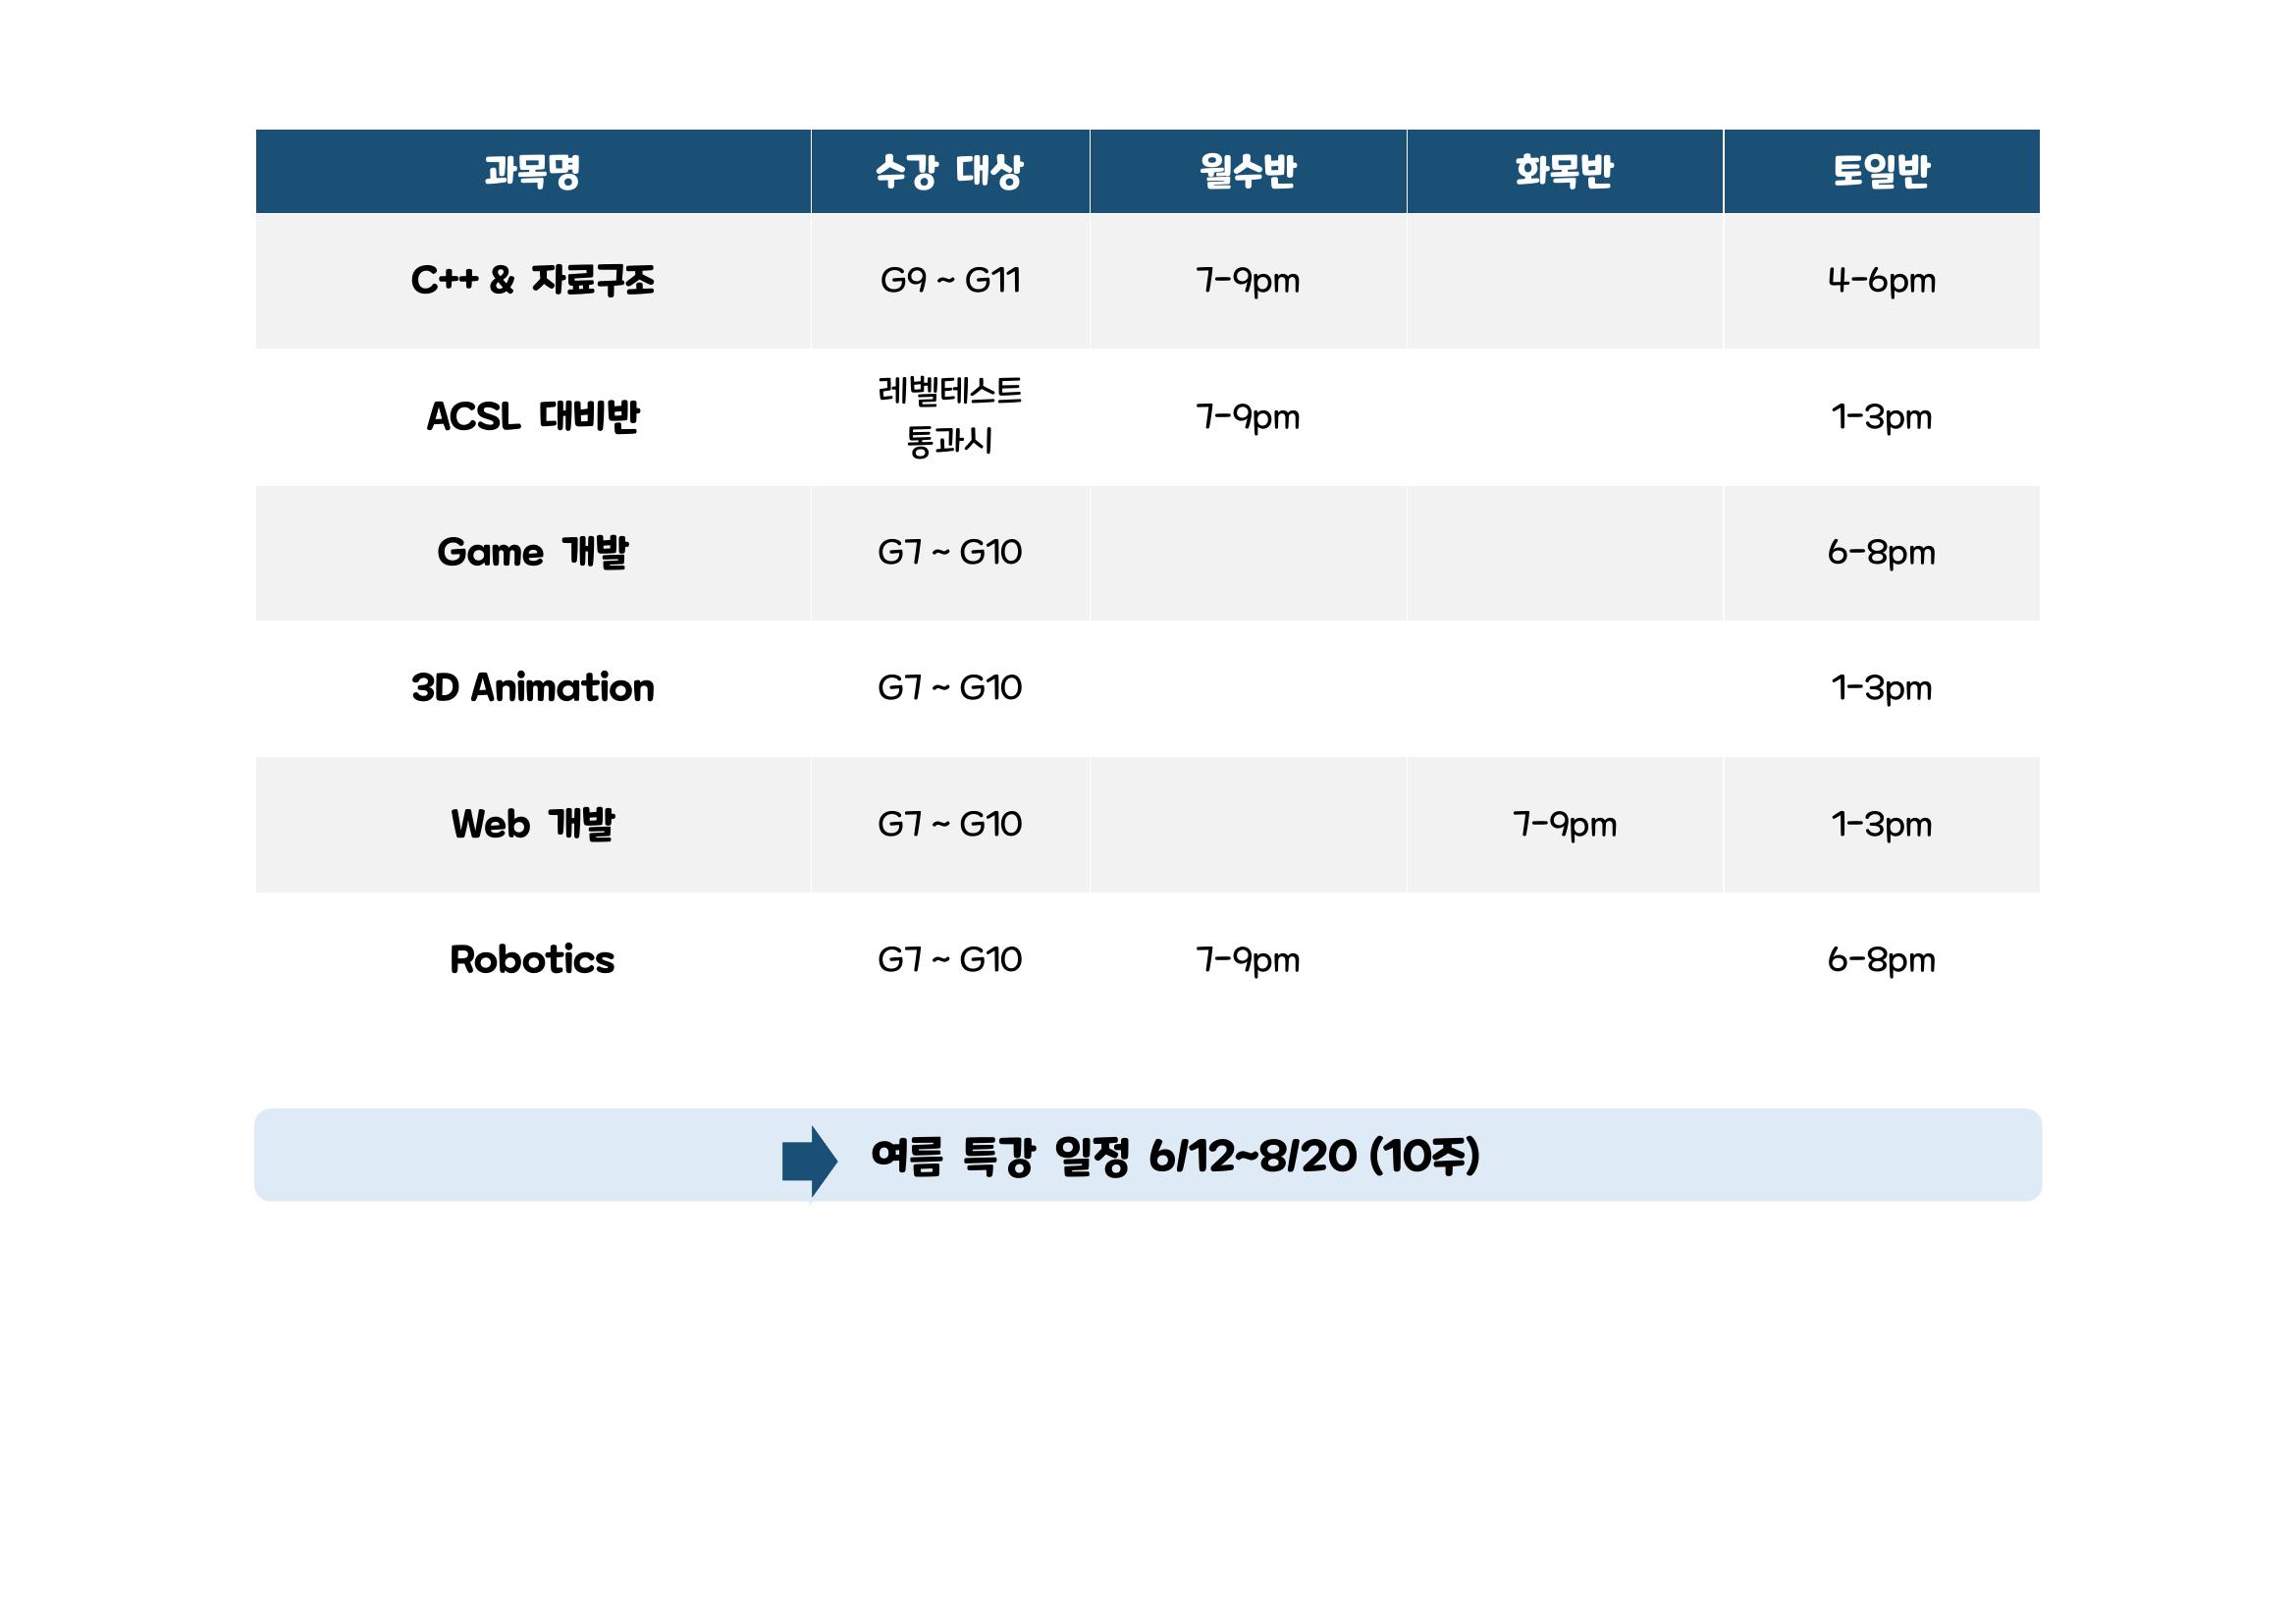 과목명 수강 대상 월수반 화목반 토일반
C++ & 자료구조 G9 ~ G11 7-9pm 4-6pm
ACSL 대비반 레벨테스트 7-9pm 1-3pm
통과시
Game 개발 G7 ~ G10 6-8pm
3D Animation G7 ~ G10 1-3pm
Web 개발 G7 ~ G10 7-9pm 1-3pm
Robotics G7 ~ G10 7-9pm 6-8pm
여름 특강 일정 6/12~8/20 (10주)